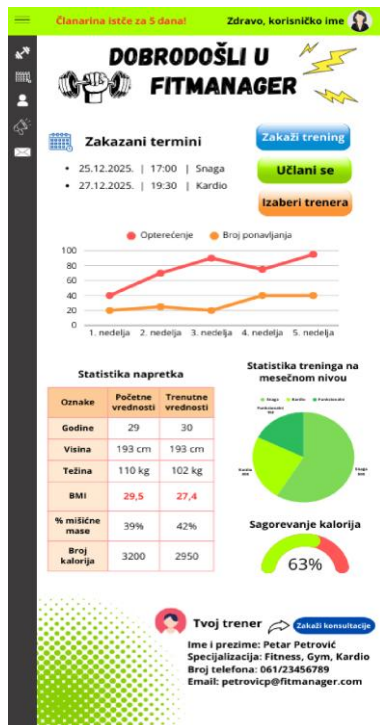 Članarina ističe za 5 dana!
Zdravo, korisničko ime
DOBRODOŠLI U
FITMANAGER
Zakazani termini
25.12.2025. | 17:00 | Snaga
27.12.2025. | 19:30 | Kardio
Zakaži trening
Učlani se
Izaberi trenera
Opterećenje
Broj ponavljanja
100
80
60
40
20
0
1. nedelja 2. nedelja 3. nedelja 4. nedelja 5. nedelja
Statistika napretka
Oznake Početne vrednosti Trenutne vrednosti
Godine 29 30
Visina 193 cm 193 cm
Težina 110 kg 102 kg
BMI 29,5 27,4
% mišićne mase 39% 42%
Broj kalorija 3200 2950
Statistika treninga na
mesečnom nivou
Snaga Kardio Funkcionalni
Funkcionalni
Kardio
Snaga
Sagorevanje kalorija
63%
Tvoj trener
Zakaži konsultacije
Ime i prezime: Petar Petrović
Specijalizacija: Fitness, Gym, Kardio
Broj telefona: 061/23456789
Email: petrovicp@fitmanager.com